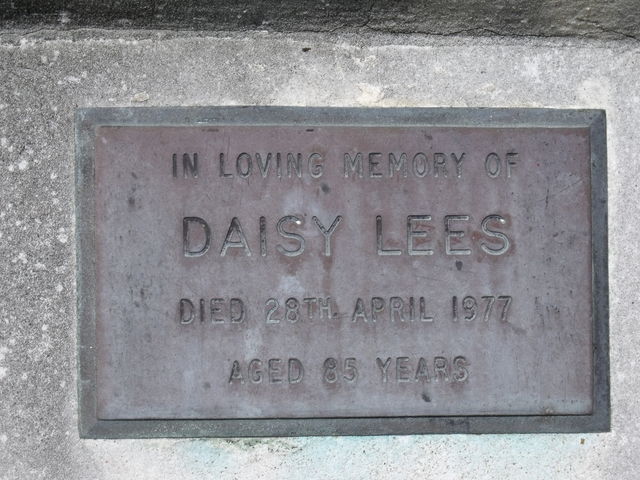 IN LOVING MEMORY OF
DAISY LEES
DIED 28TH. APRIL 1977
AGED 85 YEARS